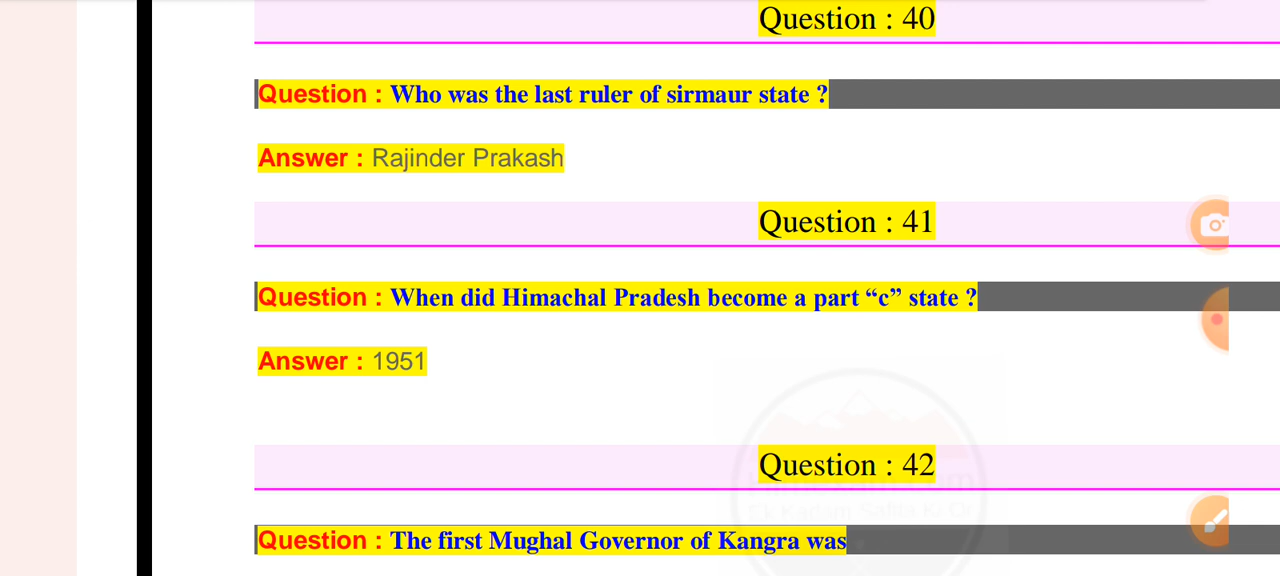 Question : 40
Question : Who was the last ruler of sirmaur state ?
Answer : Rajinder Prakash
Question : 41
Question : When did Himachal Pradesh become a part “c” state ?
Answer : 1951
Question : 42
Question : The first Mughal Governor of Kangra was